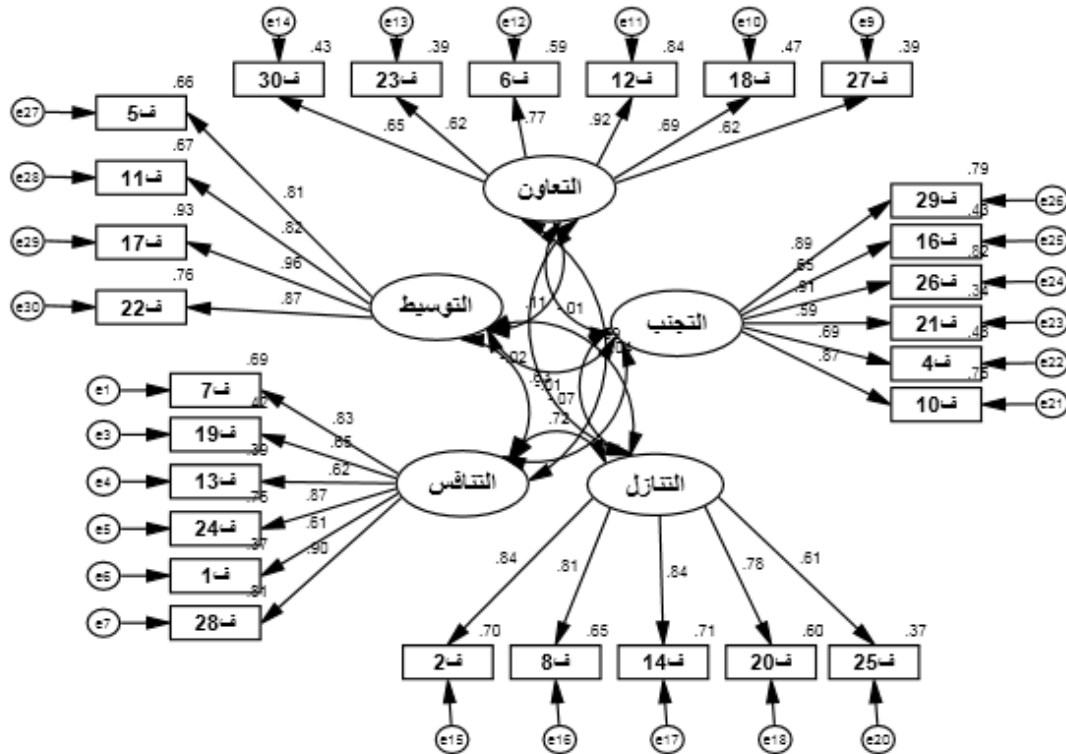 e14 e13 e12 e11 e10 e9
.43 .39 .59 .84 .47 .39
ف30 ف23 ف6 ف12 ف18 ف27
.65 .62 .77 .92 .69 .62
التعاون
.66
e27 ف5
.67
e28 ف11
.93
e29 ف17
.76
e30 ف22
.81
.82
.96
.87
التوسيط
.79
ف29 e26
ف16 e25
.82
ف26 e24
ف21 e23
ف4 e22
ف10 e21
.89
.59
.69
.87
التجنب
.11
-.01
-.02
-.01
-.07
.72
.69
e1 ف7
e3 ف19
.39
e4 ف13
e5 ف24
.37
e6 ف1
.81
e7 ف28
.83
.65
.62
.87
.61
.90
التنافس
التنازل
.84 .81 .84 .78 .61
.70 .65 .71 .60 .37
ف2 ف8 ف14 ف20 ف25
e15 e16 e17 e18 e20